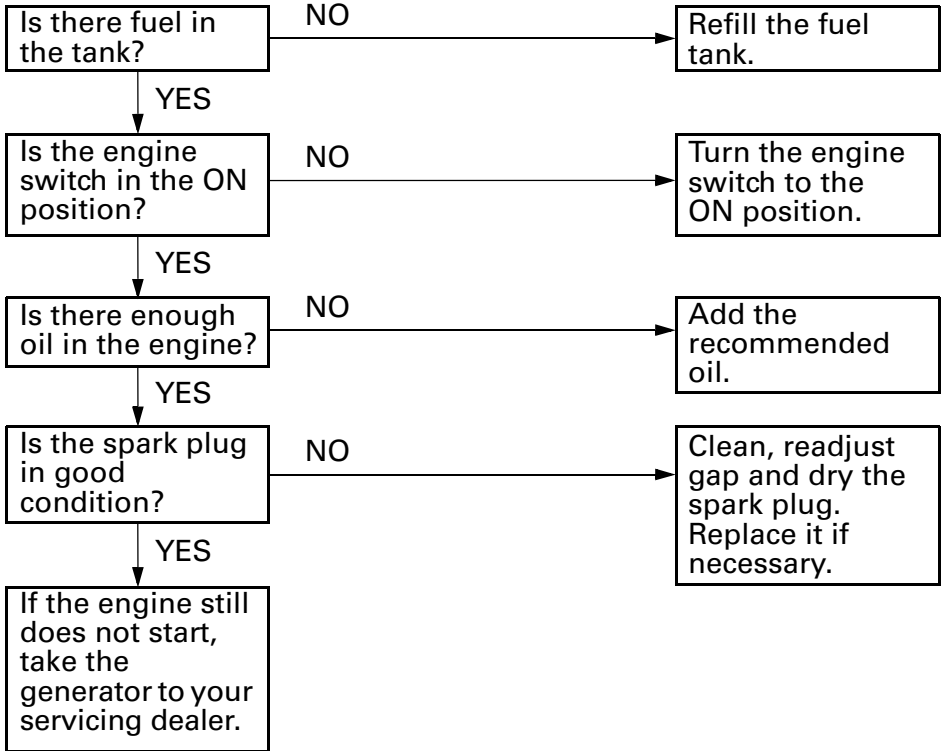 Is there fuel in
the tank?
NO
Refill the fuel
tank.
YES
Is the engine
switch in the ON
position?
NO
Turn the engine
switch to the
ON position.
YES
Is there enough
oil in the engine?
NO
Add the
recommended
oil.
YES
Is the spark plug
in good
condition?
NO
Clean, readjust
gap and dry the
spark plug.
Replace it if
necessary.
YES
If the engine still
does not start,
take the
generator to your
servicing dealer.